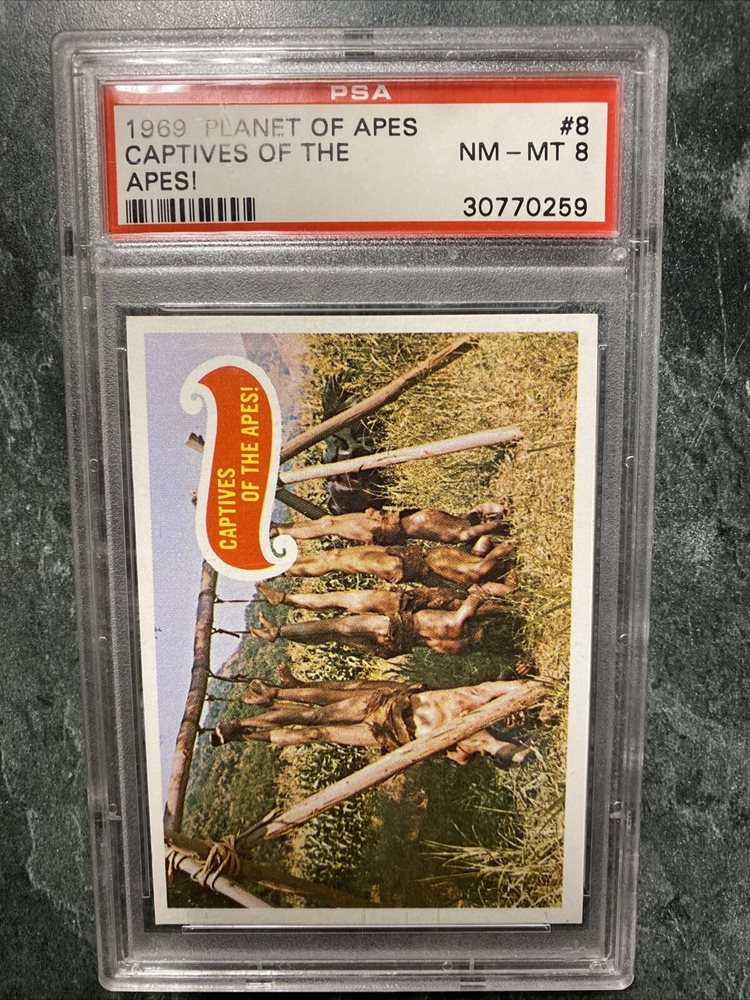 PSA
1969 PLANET OF APES #8
CAPTIVES OF THE NM-MT 8
APES!
30770259
CAPTIVES
OF THE APES!